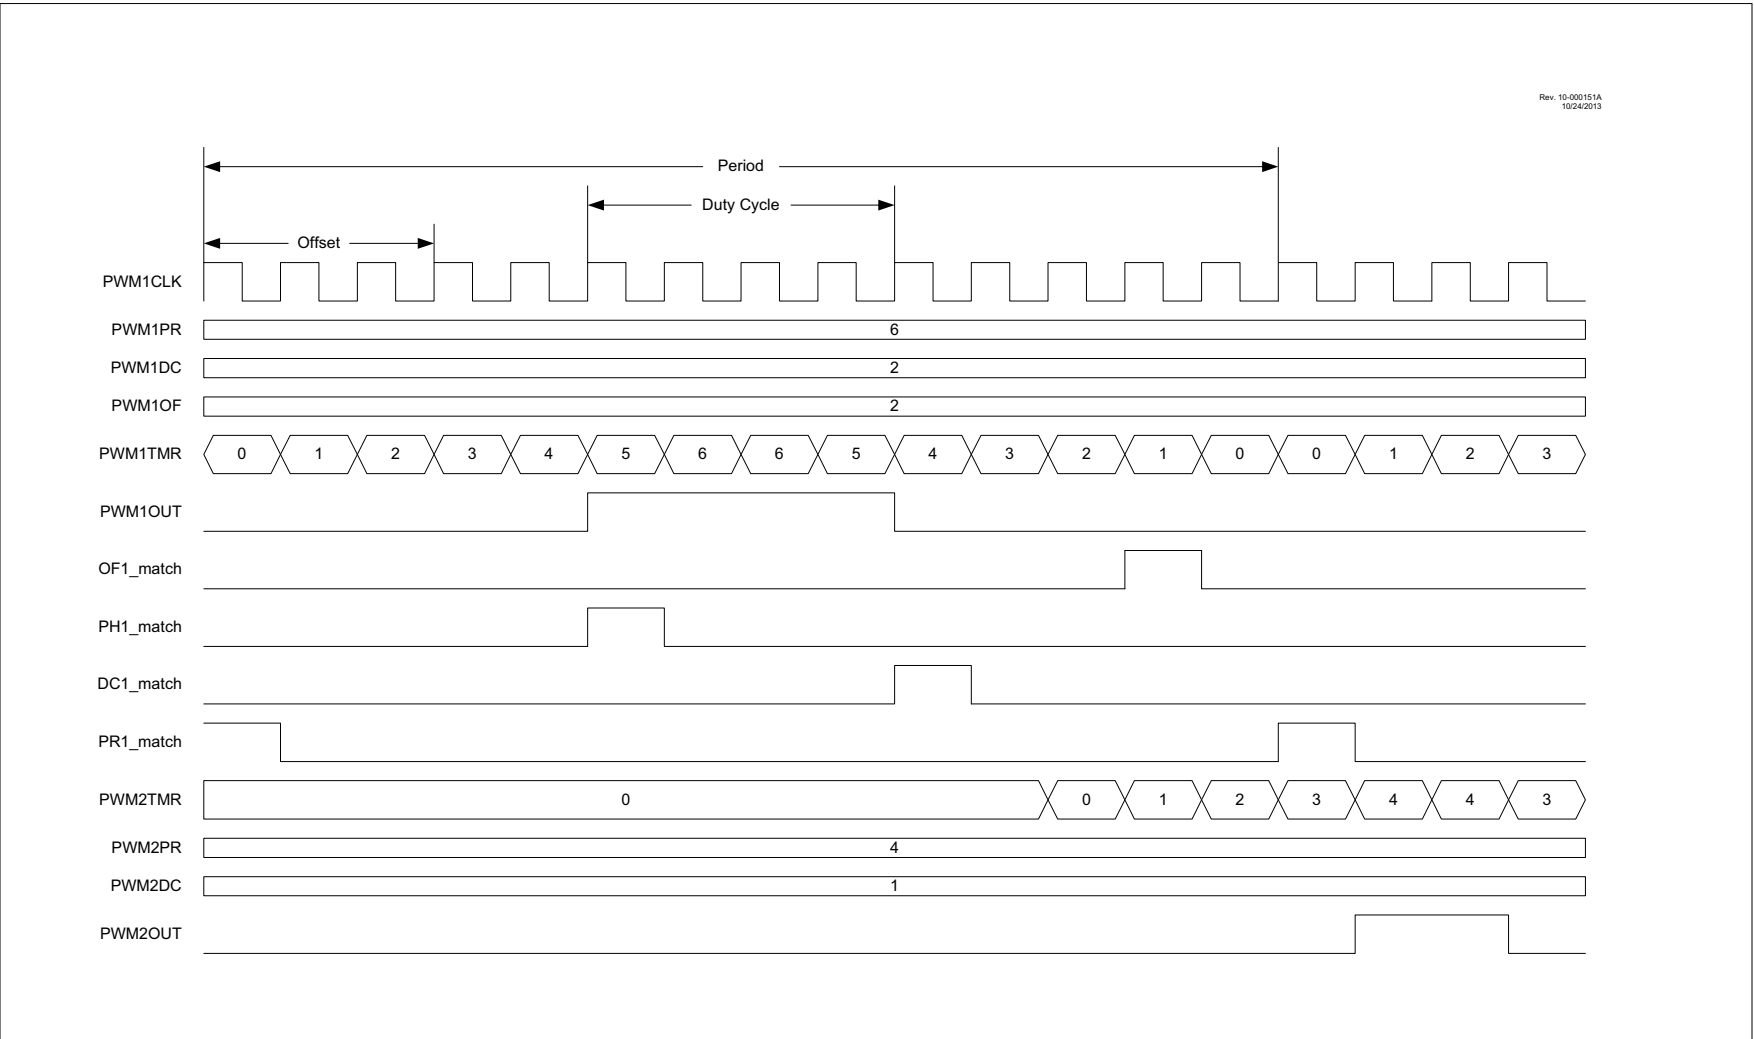 Rev. 10-000151A
10/24/2013
Period
Duty Cycle
Offset
PWM1CLK
PWM1PR 6
PWM1DC 2
PWM1OF 2
PWM1TMR 0 1 2 3 4 5 6 6 5 4 3 2 1 0 0 1 2 3
PWM1OUT
OF1_match
PH1_match
DC1_match
PR1_match
PWM2TMR 0 0 1 2 3 4 4 3
PWM2PR 4
PWM2DC 1
PWM2OUT